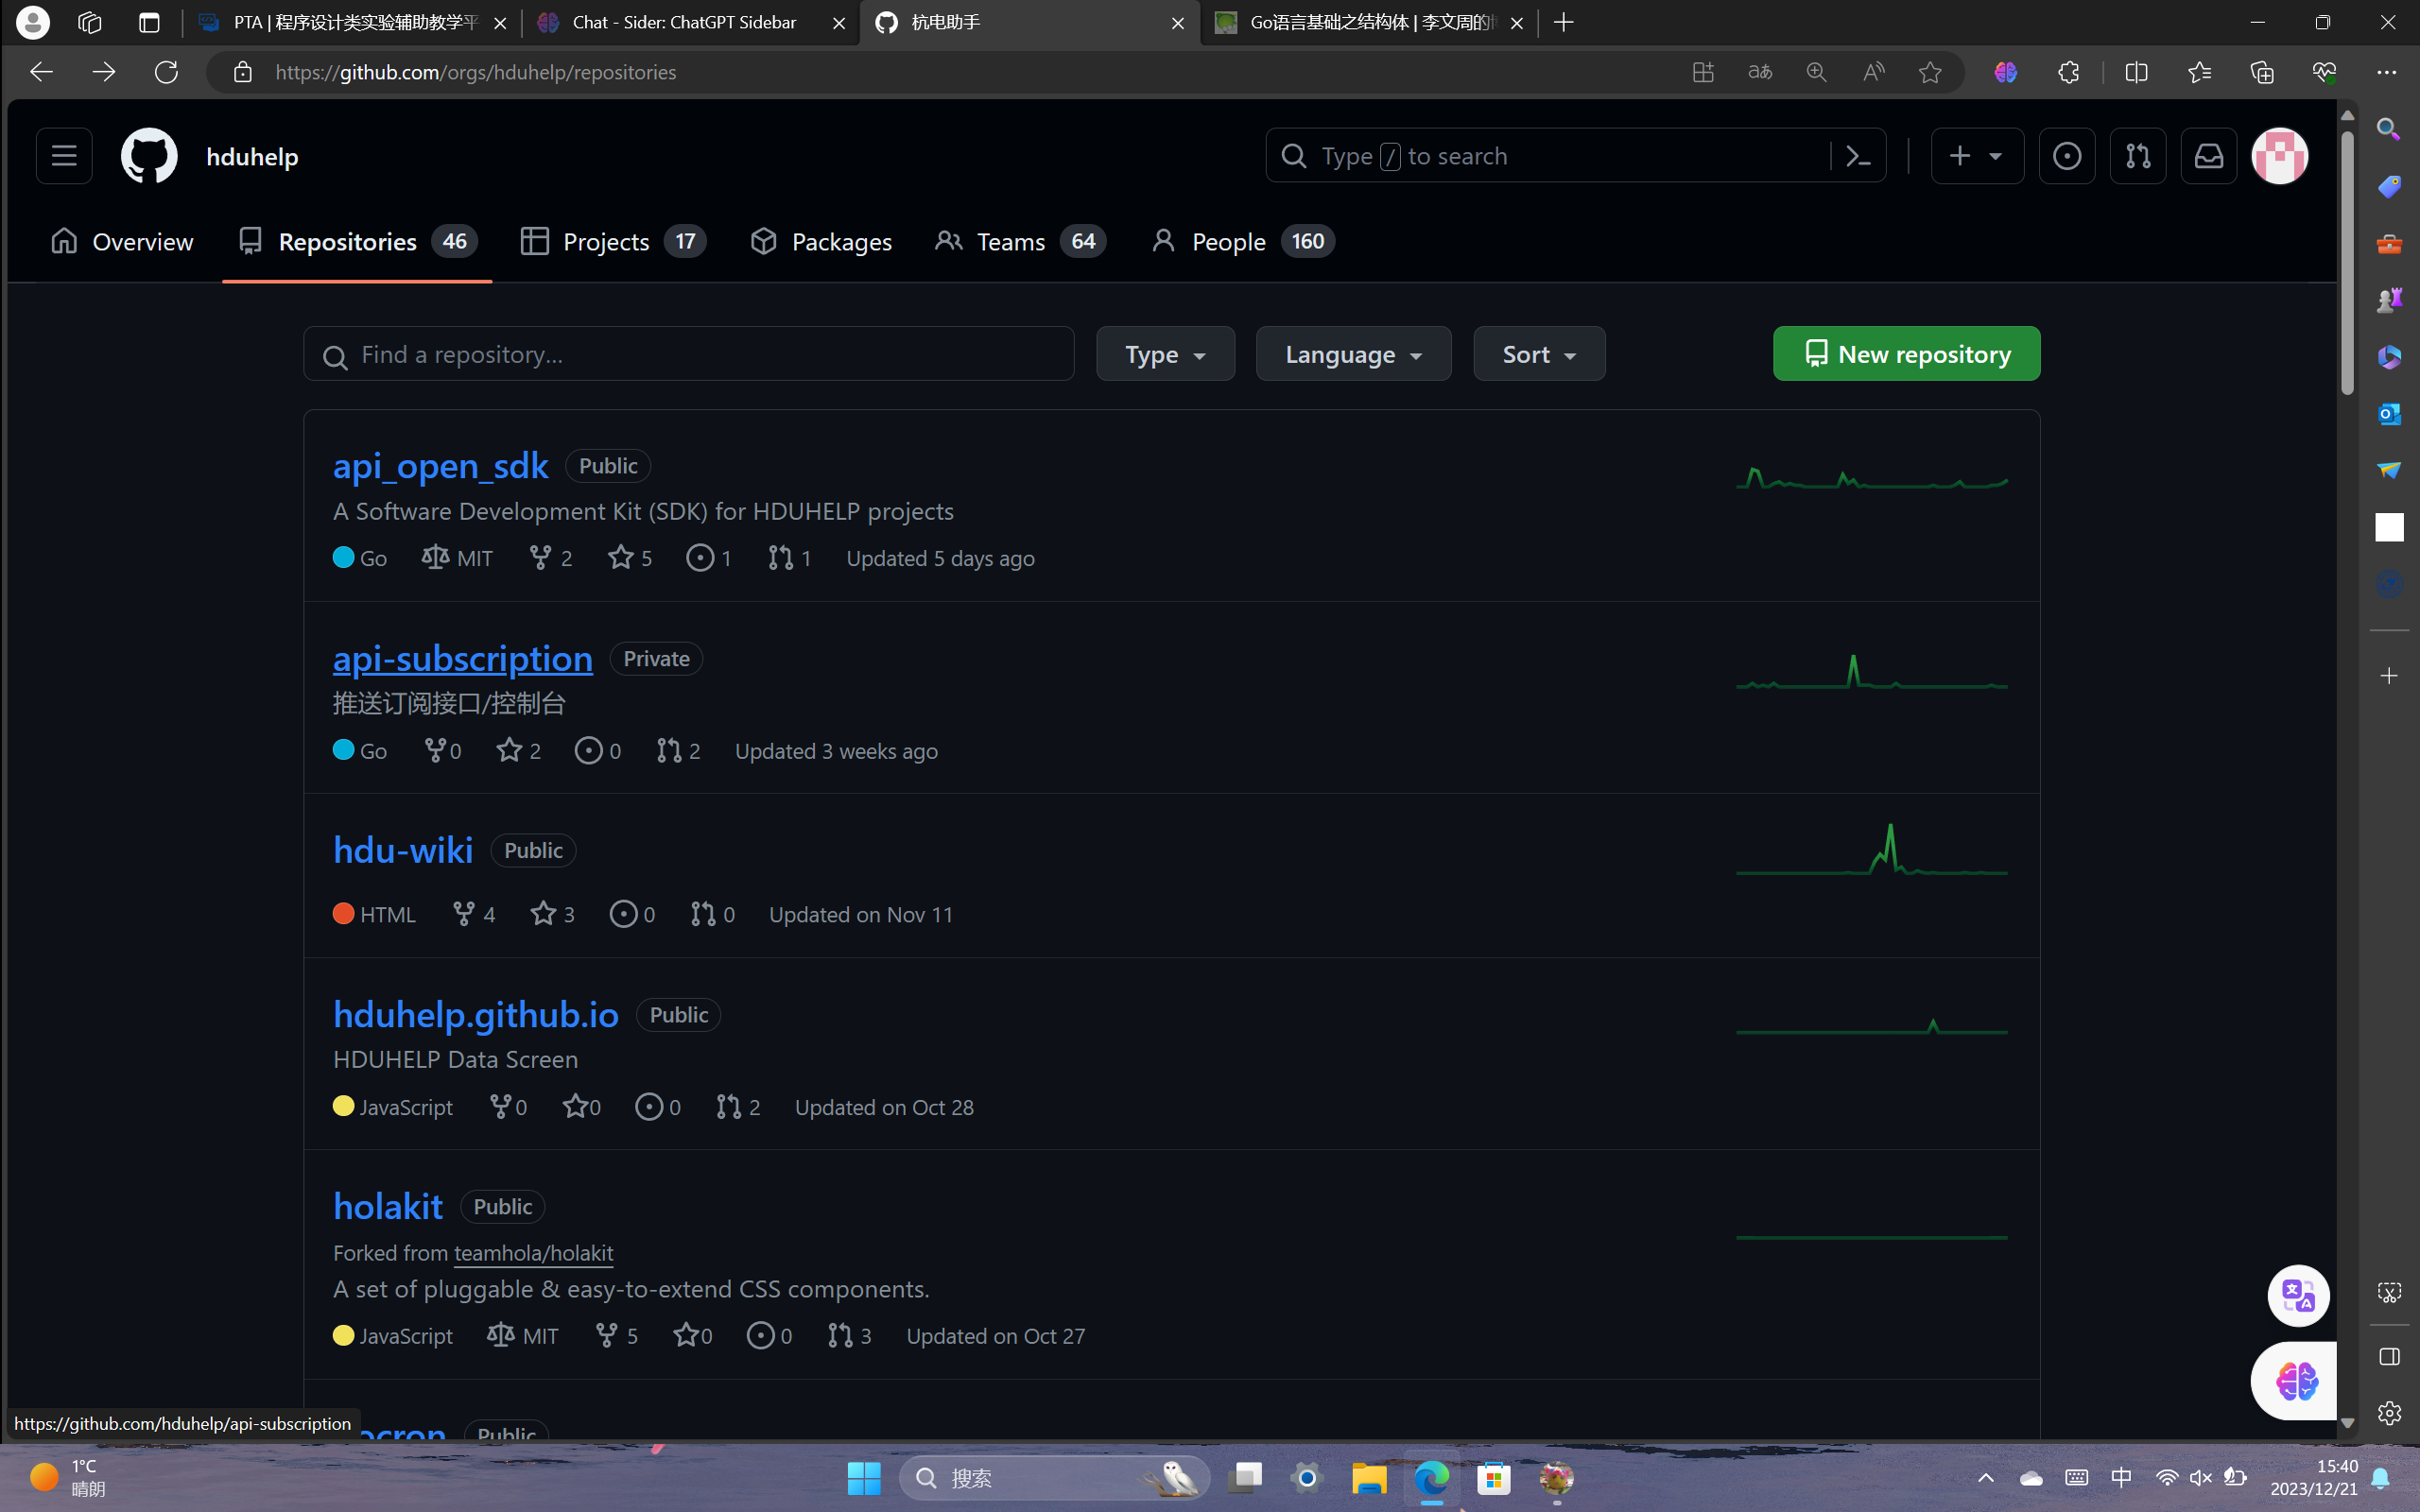 PTA | 程序设计类实验辅助教学平
Chat - Sider: ChatGPT Sidebar
杭电助手
Go语言基础之结构体 | 李文周的
https://github.com/orgs/hduhelp/repositories
hduhelp
Type / to search
Overview
Repositories 46
Projects 17
Packages
Teams 64
People 160
Find a repository...
Type
Language
Sort
New repository
api_open_sdk Public
A Software Development Kit (SDK) for HDUHELP projects
Go MIT 2 5 1 1 Updated 5 days ago
api-subscription Private
推送订阅接口/控制台
Go 0 2 0 2 Updated 3 weeks ago
hdu-wiki Public
HTML 4 3 0 0 Updated on Nov 11
hduhelp.github.io Public
HDUHELP Data Screen
JavaScript 0 0 0 2 Updated on Oct 28
holakit Public
Forked from teamhola/holakit
A set of pluggable & easy-to-extend CSS components.
JavaScript MIT 5 0 0 3 Updated on Oct 27
Public
https://github.com/hduhelp/api-subscription
1°C
晴朗
搜索
中
15:40
2023/12/21